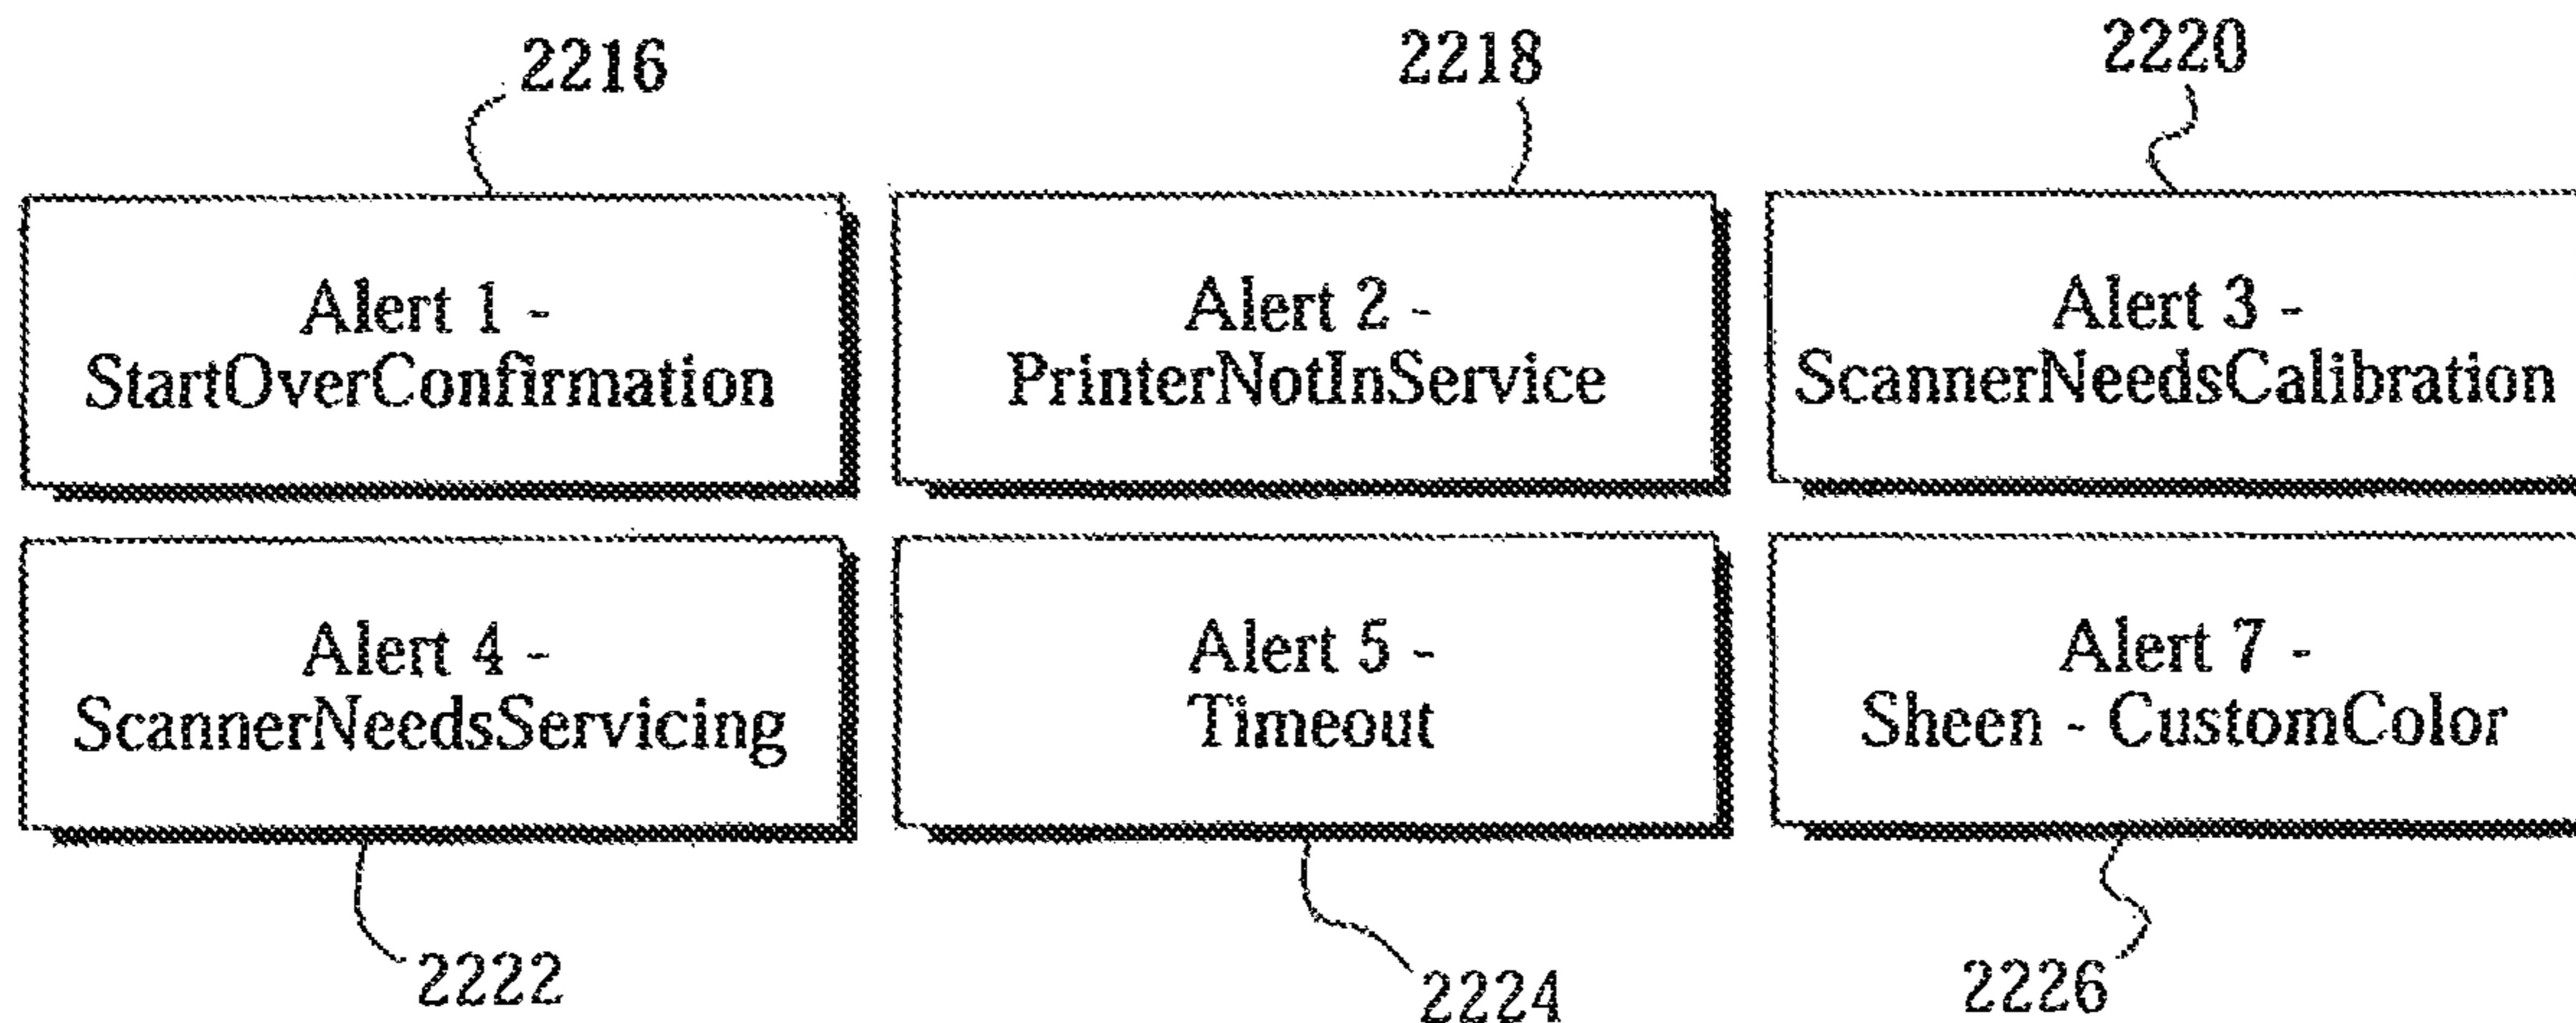 2216
2218
2220
Alert 1 -
StartOverConfirmation
Alert 2 -
PrinterNotInService
Alert 3 -
ScannerNeedsCalibration
Alert 4 -
ScannerNeedsServicing
Alert 5 -
Timeout
Alert 7 -
Sheen - CustomColor
2222
2224
2226